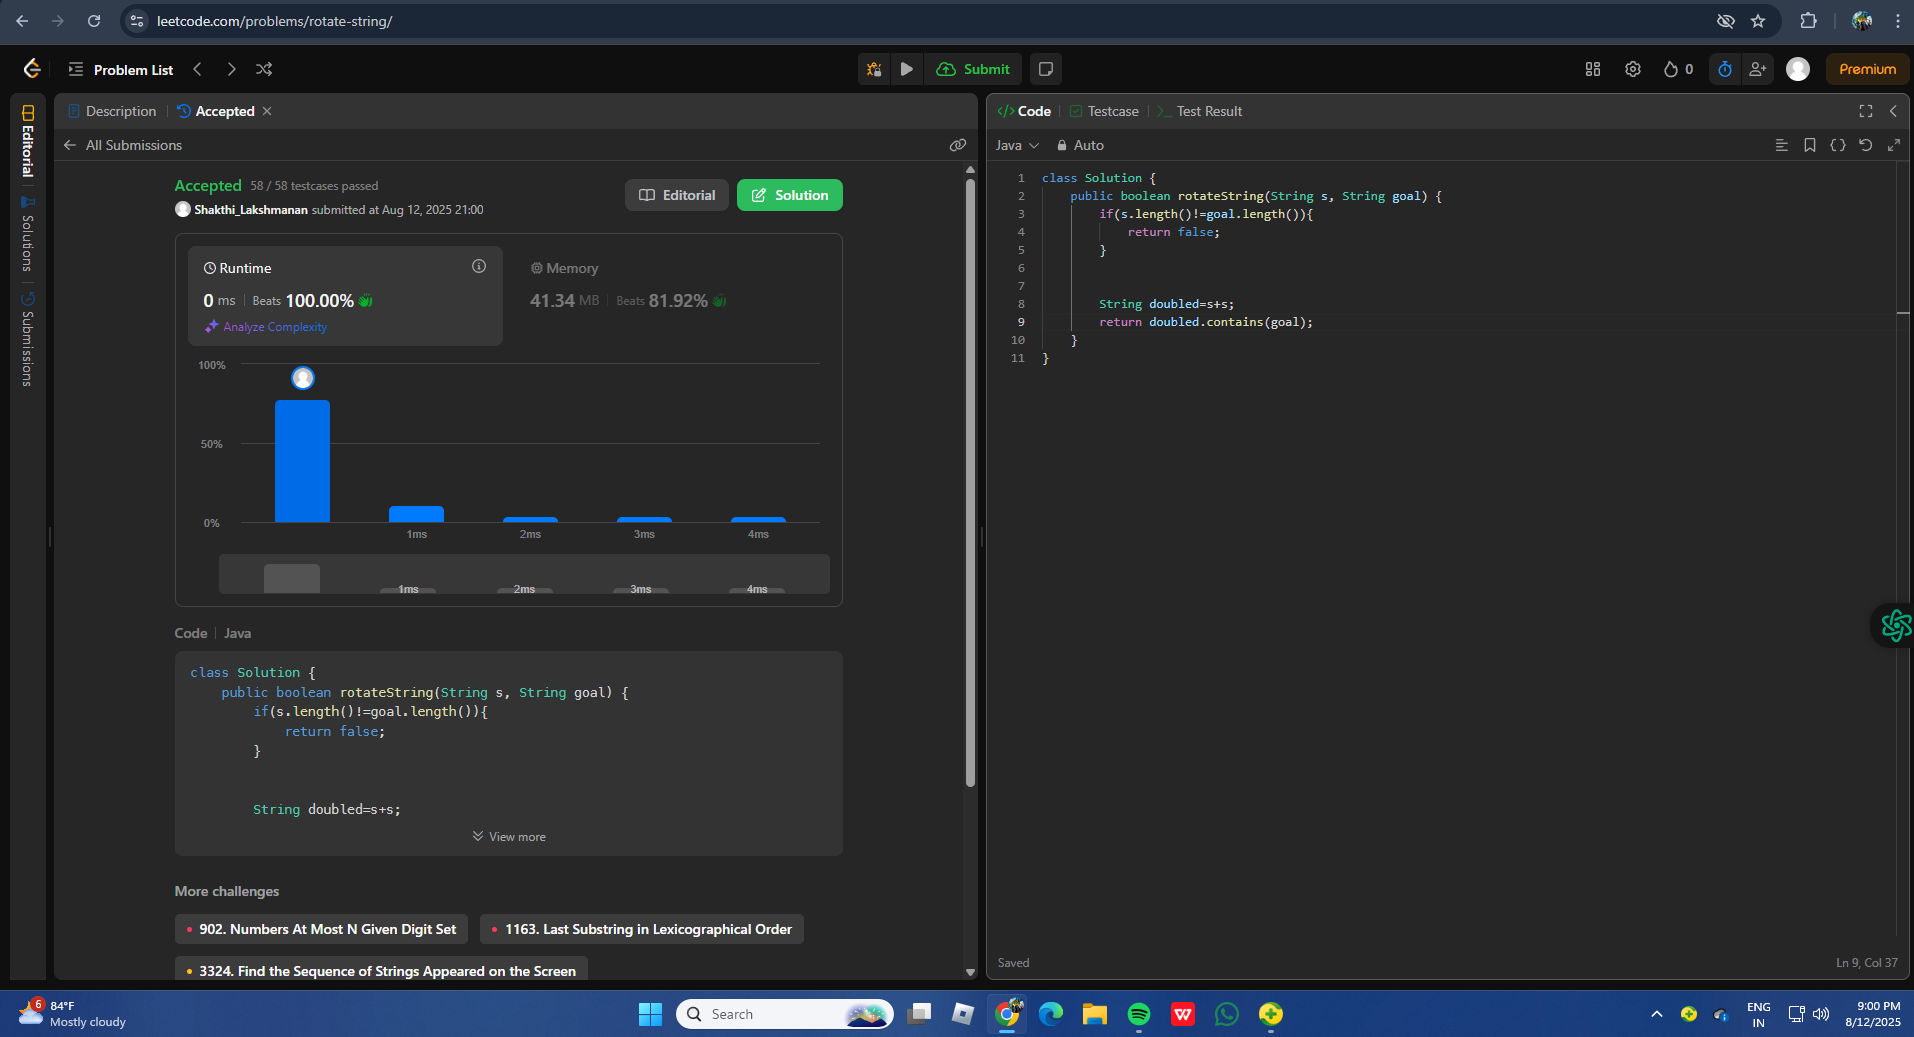 leetcode.com/problems/rotate-string/
Problem List
Submit
0
Premium
Editorial
Solutions
Submissions
Description
Accepted
All Submissions
Accepted 58 / 58 testcases passed
Shakthi_Lakshmanan submitted at Aug 12, 2025 21:00
Editorial
Solution
Runtime
0 ms Beats 100.00%
Analyze Complexity
Memory
41.34 MB Beats 81.92%
100%
50%
0%
1ms 2ms 3ms 4ms
1ms 2ms 3ms 4ms
Code | Java
class Solution {
public boolean rotateString(String s, String goal) {
if(s.length()!=goal.length()){
return false;
}
String doubled=s+s;
View more
More challenges
902. Numbers At Most N Given Digit Set
1163. Last Substring in Lexicographical Order
3324. Find the Sequence of Strings Appeared on the Screen
</> Code
Testcase
Test Result
Java
Auto
1 class Solution {
2 public boolean rotateString(String s, String goal) {
3 if(s.length()!=goal.length()){
4 return false;
5 }
6
7
8 String doubled=s+s;
9 return doubled.contains(goal);
10 }
11 }
Saved
Ln 9, Col 37
6
84°F
Mostly cloudy
Search
W
ENG
IN
9:00 PM
8/12/2025